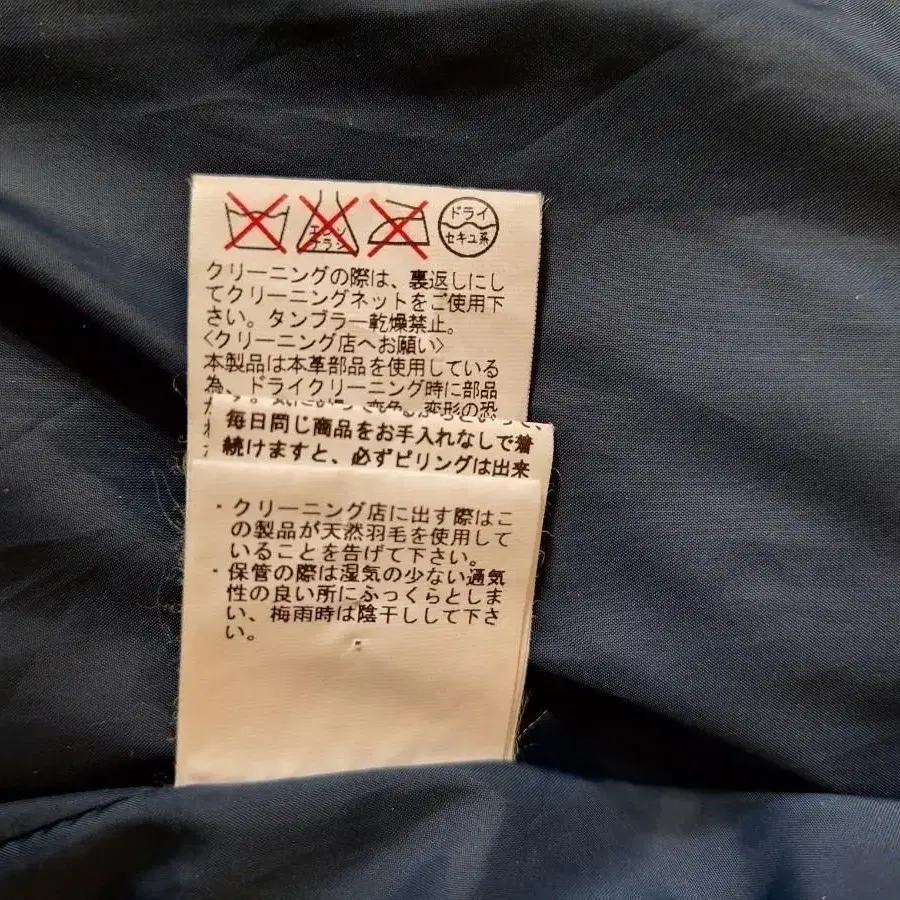 エンソ
チラシ
ドライ
セキユ系
クリーニングの際は、裏返しにし
てクリーニングネットをご使用下
さい。タンブラー乾燥禁止。
<クリーニング店へお願い>
本製品は本革部品を使用している
為、ドライクリーニング時に部品
変色、変形の恐
毎日同じ商品をお手入れなしで着
続けますと、必ずピリングは出来
・クリーニング店に出す際はこ
の製品が天然羽毛を使用して
いることを告げて下さい。
・保管の際は湿気の少ない通気
性の良い所にふっくらとしま
い、梅雨時は陰干しして下さ
い。